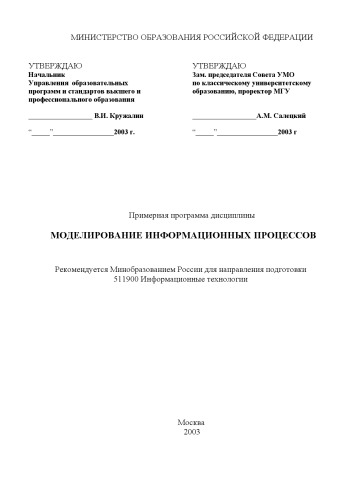 МИНИСТЕРСТВО ОБРАЗОВАНИЯ РОССИЙСКОЙ ФЕДЕРАЦИИ
УТВЕРЖДАЮ
Начальник
Управления образовательных
программ и стандартов высшего и
профессионального образования
___________________ В.И. Кружалин
“_____”__________________2003 г.
УТВЕРЖДАЮ
Зам. председателя Совета УМО
по классическому университетскому
образованию, проректор МГУ
___________________А.М. Салецкий
“_____”__________________2003 г
Примерная программа дисциплины
МОДЕЛИРОВАНИЕ ИНФОРМАЦИОННЫХ ПРОЦЕССОВ
Рекомендуется Минобразованием России для направления подготовки
511900 Информационные технологии
Москва
2003